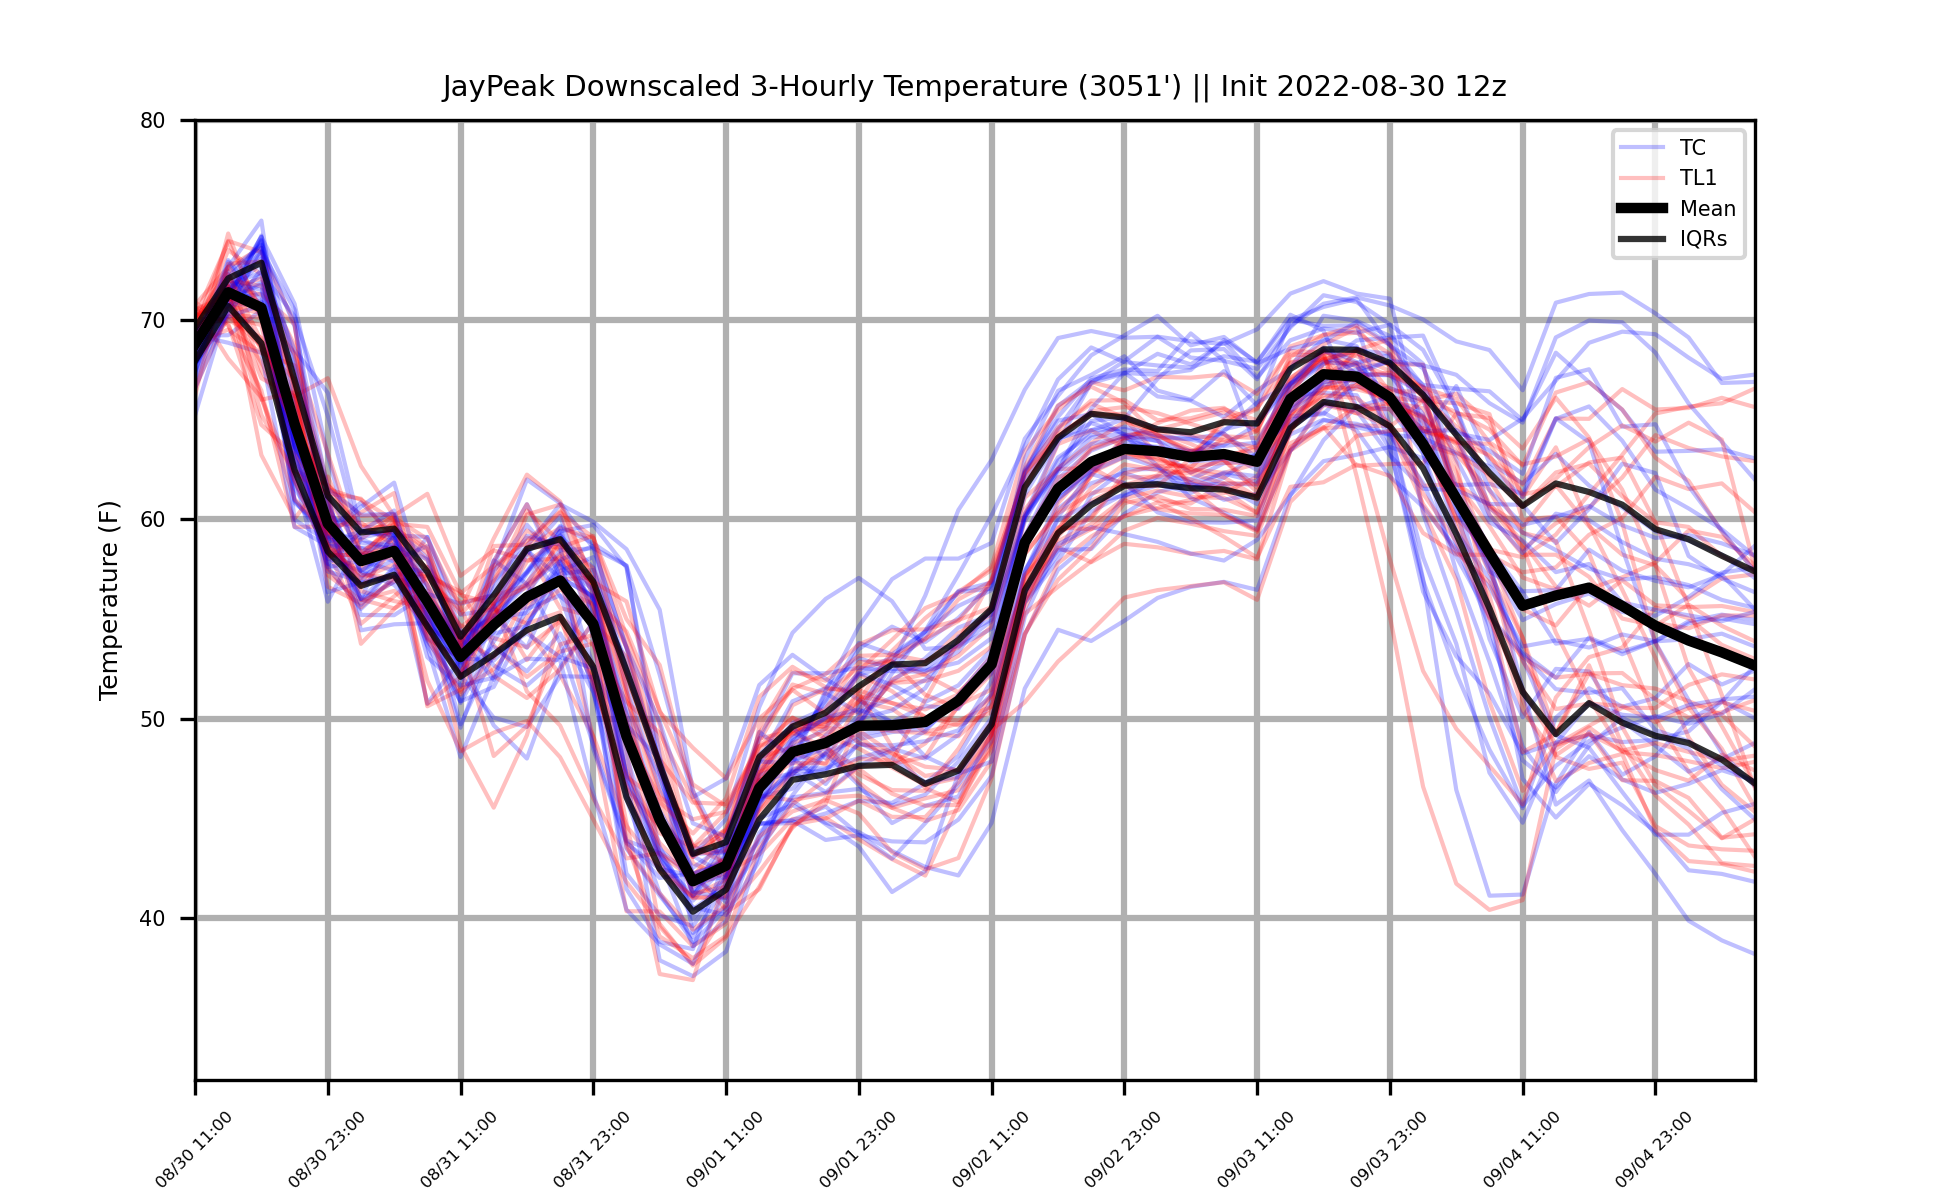 JayPeak Downscaled 3-Hourly Temperature (3051') || Init 2022-08-30 12z
Temperature (F)
80
70
60
50
40
TC
TL1
Mean
IQRs
08/30 11:00
08/30 23:00
08/31 11:00
08/31 23:00
09/01 11:00
09/01 23:00
09/02 11:00
09/02 23:00
09/03 11:00
09/03 23:00
09/04 11:00
09/04 23:00